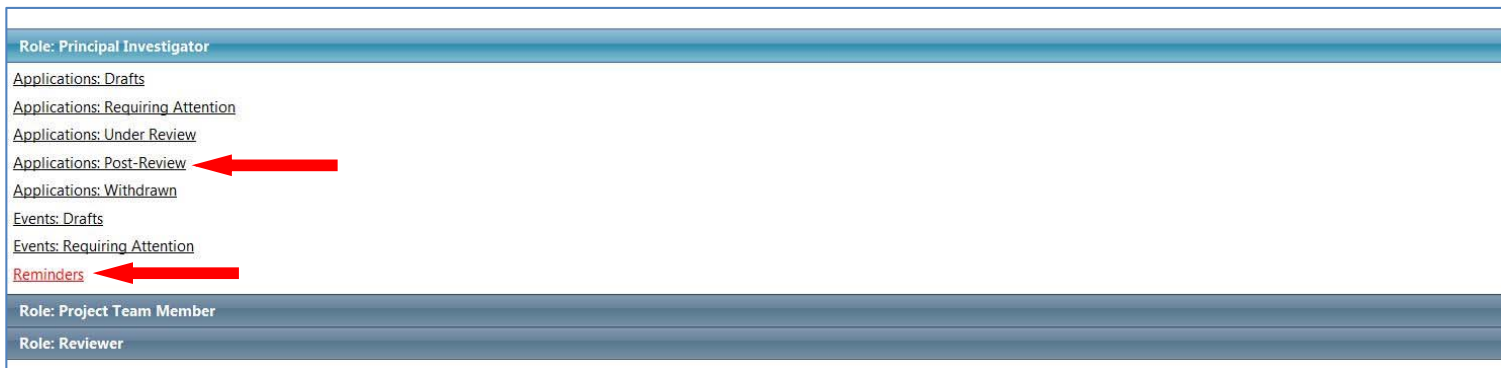 Role: Principal Investigator
Applications: Drafts
Applications: Requiring Attention
Applications: Under Review
Applications: Post-Review
Applications: Withdrawn
Events: Drafts
Events: Requiring Attention
Reminders
Role: Project Team Member
Role: Reviewer